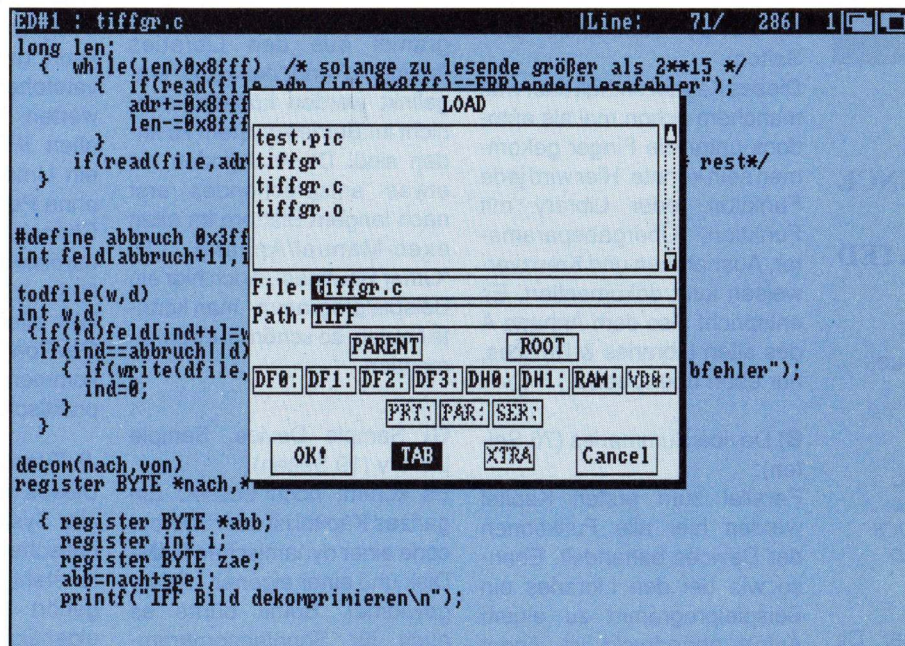 ED#1 : tiffgr.c |Line: 71/ 286| 1
long len;
{ while(len>0x8fff) /* solange zu lesende größer als 2**15 */
{ if(read(file,adr,(int)0x8fff)==ERR)ende("lesefehler");
adr+=0x8fff
len-=0x8fff
}
if(read(file,adr rest*/
}
#define abbruch 0x3ff
int feld[abbruch+1],i
todfile(w,d)
int w,d;
{if(!d)feld[ind++]=w
if(ind==abbruch||d)
{ if(write(dfile, bfehler");
ind=0;
}
}
decom(nach,von)
register BYTE *nach,*
{ register BYTE *abb;
register int i;
register BYTE zae;
abb=nach+spei
printf("IFF Bild dekomprimieren\n");
LOAD
test.pic
tiffgr
tiffgr.c
tiffgr.o
File: tiffgr.c
Path: TIFF
PARENT ROOT
DF0: DF1: DF2: DF3: DH0: DH1: RAM: VD0:
PRT: PAR: SER:
OK! TAB XTRA Cancel